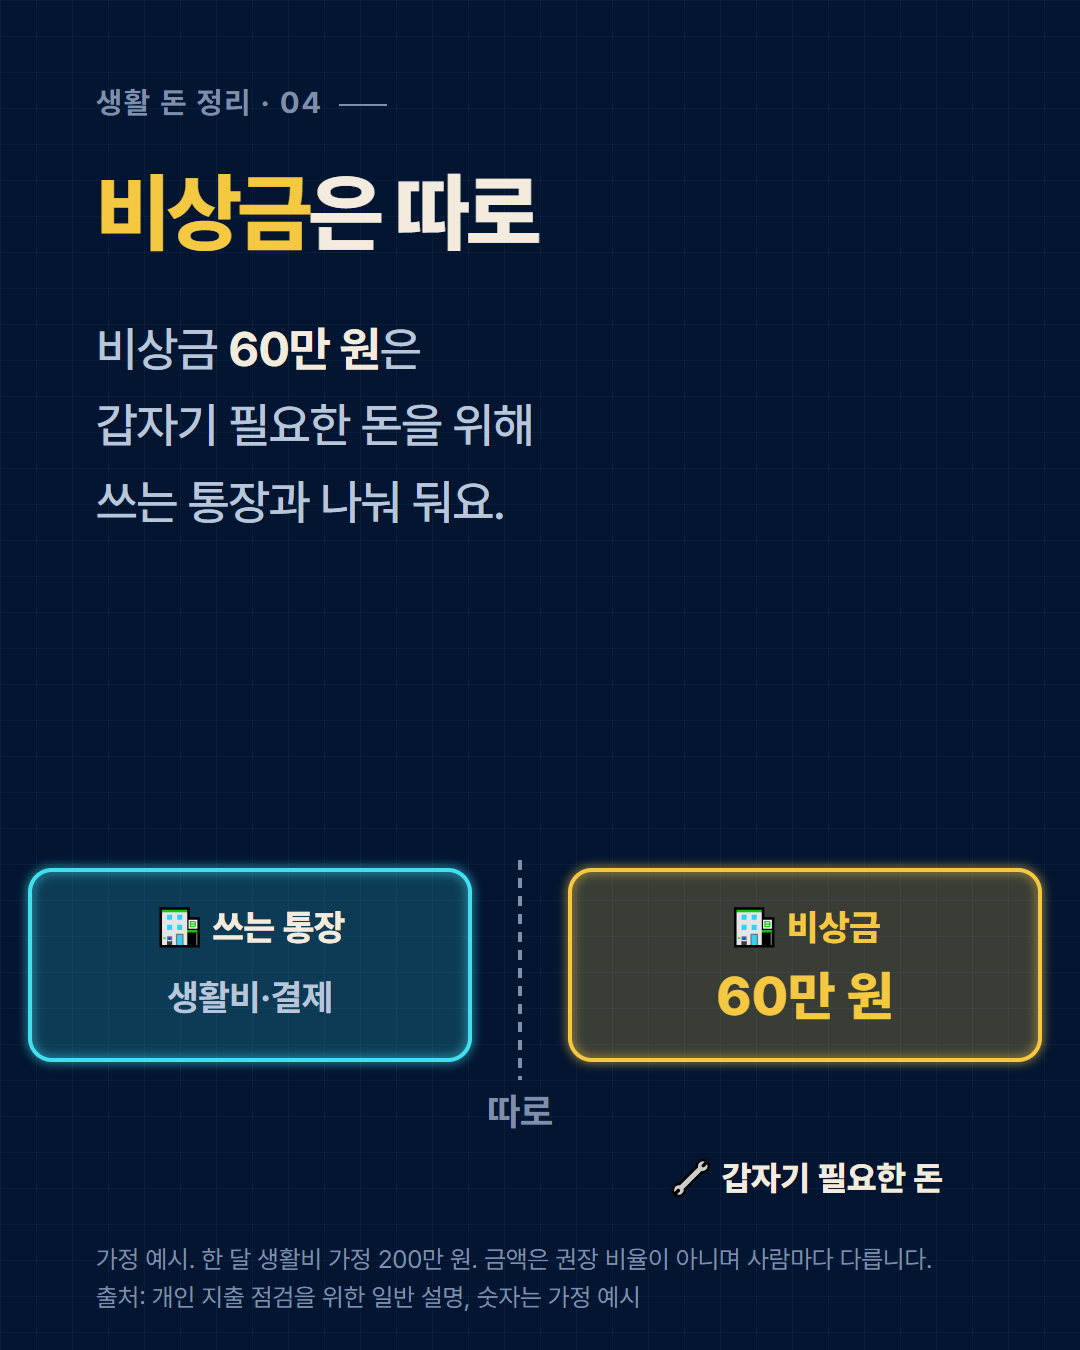 생활 돈 정리 · 04
비상금은 따로
비상금 60만 원은
갑자기 필요한 돈을 위해
쓰는 통장과 나눠 둬요.
쓰는 통장
생활비·결제
비상금
60만 원
따로
갑자기 필요한 돈
가정 예시. 한 달 생활비 가정 200만 원. 금액은 권장 비율이 아니며 사람마다 다릅니다.
출처: 개인 지출 점검을 위한 일반 설명, 숫자는 가정 예시